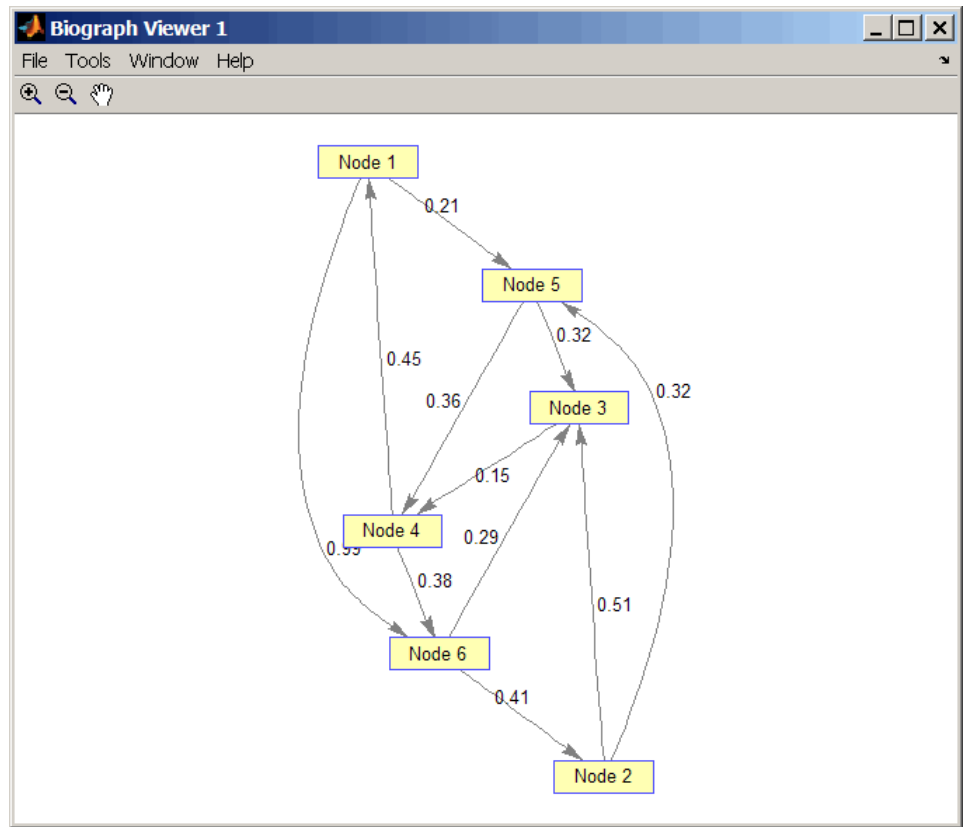 Biograph Viewer 1
File Tools Window Help
Node 1
0.21
Node 5
0.32
0.45
0.36
0.32
Node 3
0.15
Node 4
0.29
0.99
0.38
0.51
Node 6
0.41
Node 2